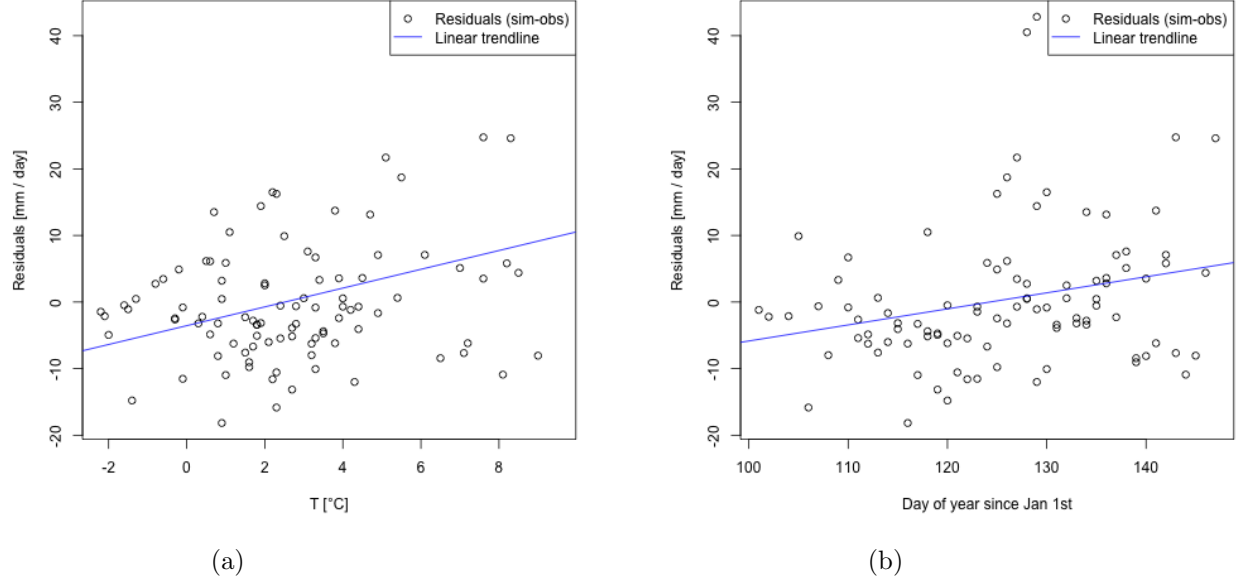 Residuals (sim-obs)
Linear trendline
40
30
20
10
0
-10
-20
Residuals [mm / day]
-2 0 2 4 6 8
T [°C]
(a)
Residuals (sim-obs)
Linear trendline
40
30
20
10
0
-10
-20
Residuals [mm / day]
100 110 120 130 140
Day of year since Jan 1st
(b)